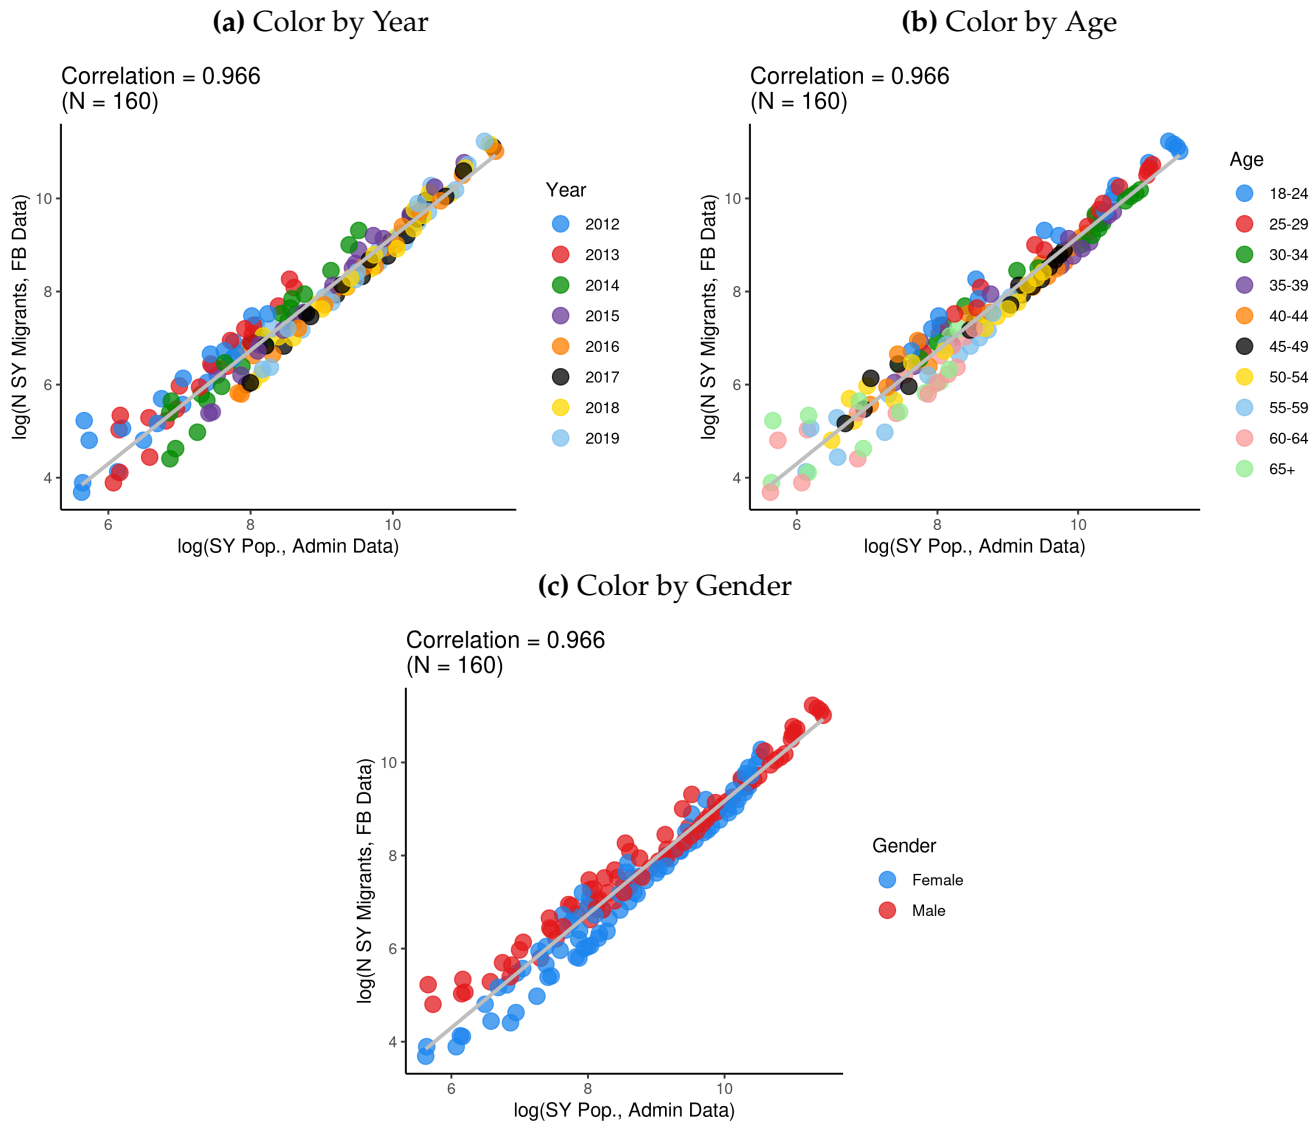 (a) Color by Year
Correlation = 0.966
(N = 160)
log(N SY Migrants, FB Data)
10
8
6
4
6 8 10
log(SY Pop., Admin Data)
Year
2012
2013
2014
2015
2016
2017
2018
2019
(b) Color by Age
Correlation = 0.966
(N = 160)
log(N SY Migrants, FB Data)
10
8
6
4
6 8 10
log(SY Pop., Admin Data)
Age
18-24
25-29
30-34
35-39
40-44
45-49
50-54
55-59
60-64
65+
(c) Color by Gender
Correlation = 0.966
(N = 160)
log(N SY Migrants, FB Data)
10
8
6
4
6 8 10
log(SY Pop., Admin Data)
Gender
Female
Male